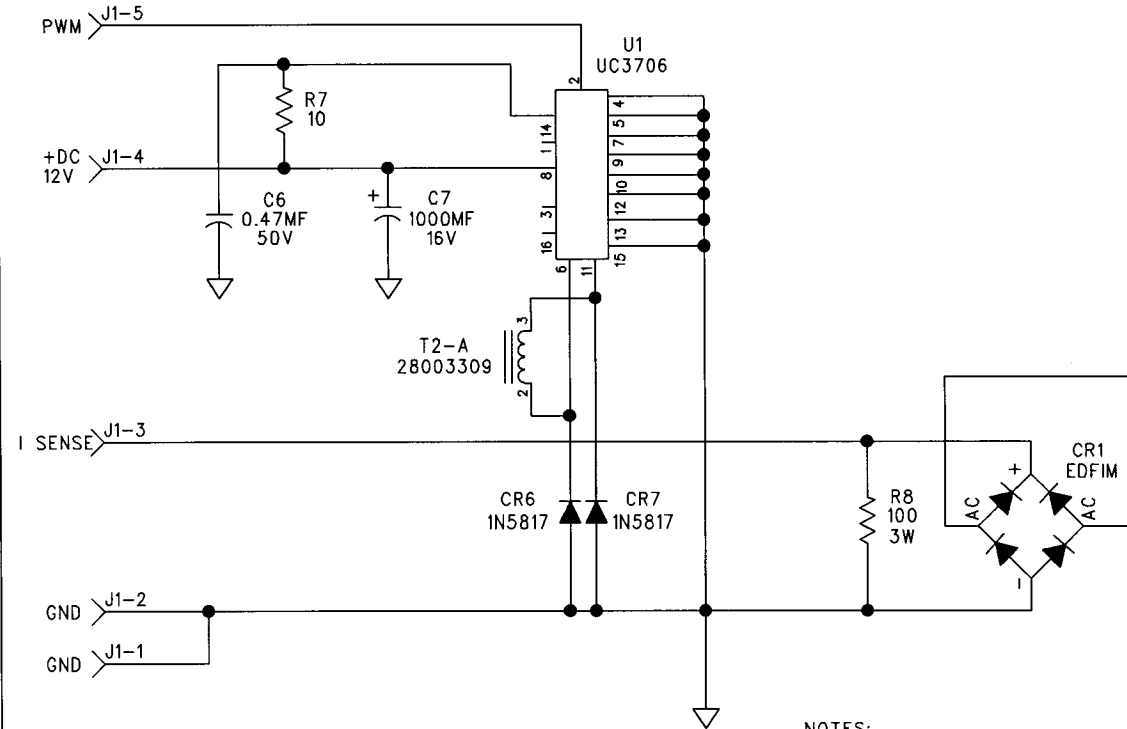 PWM
J1-5
U1
UC3706
2
R7
10
+DC
12V
J1-4
C6
0.47MF
50V
+
C7
1000MF
16V
14
1
8
3
16
4
5
7
9
10
12
13
15
6
11
T2-A
28003309
3
2
I SENSE
J1-3
CR6
1N5817
CR7
1N5817
R8
100
3W
CR1
EDFIM
+
AC
AC
-
GND
J1-2
GND
J1-1
NOTES: